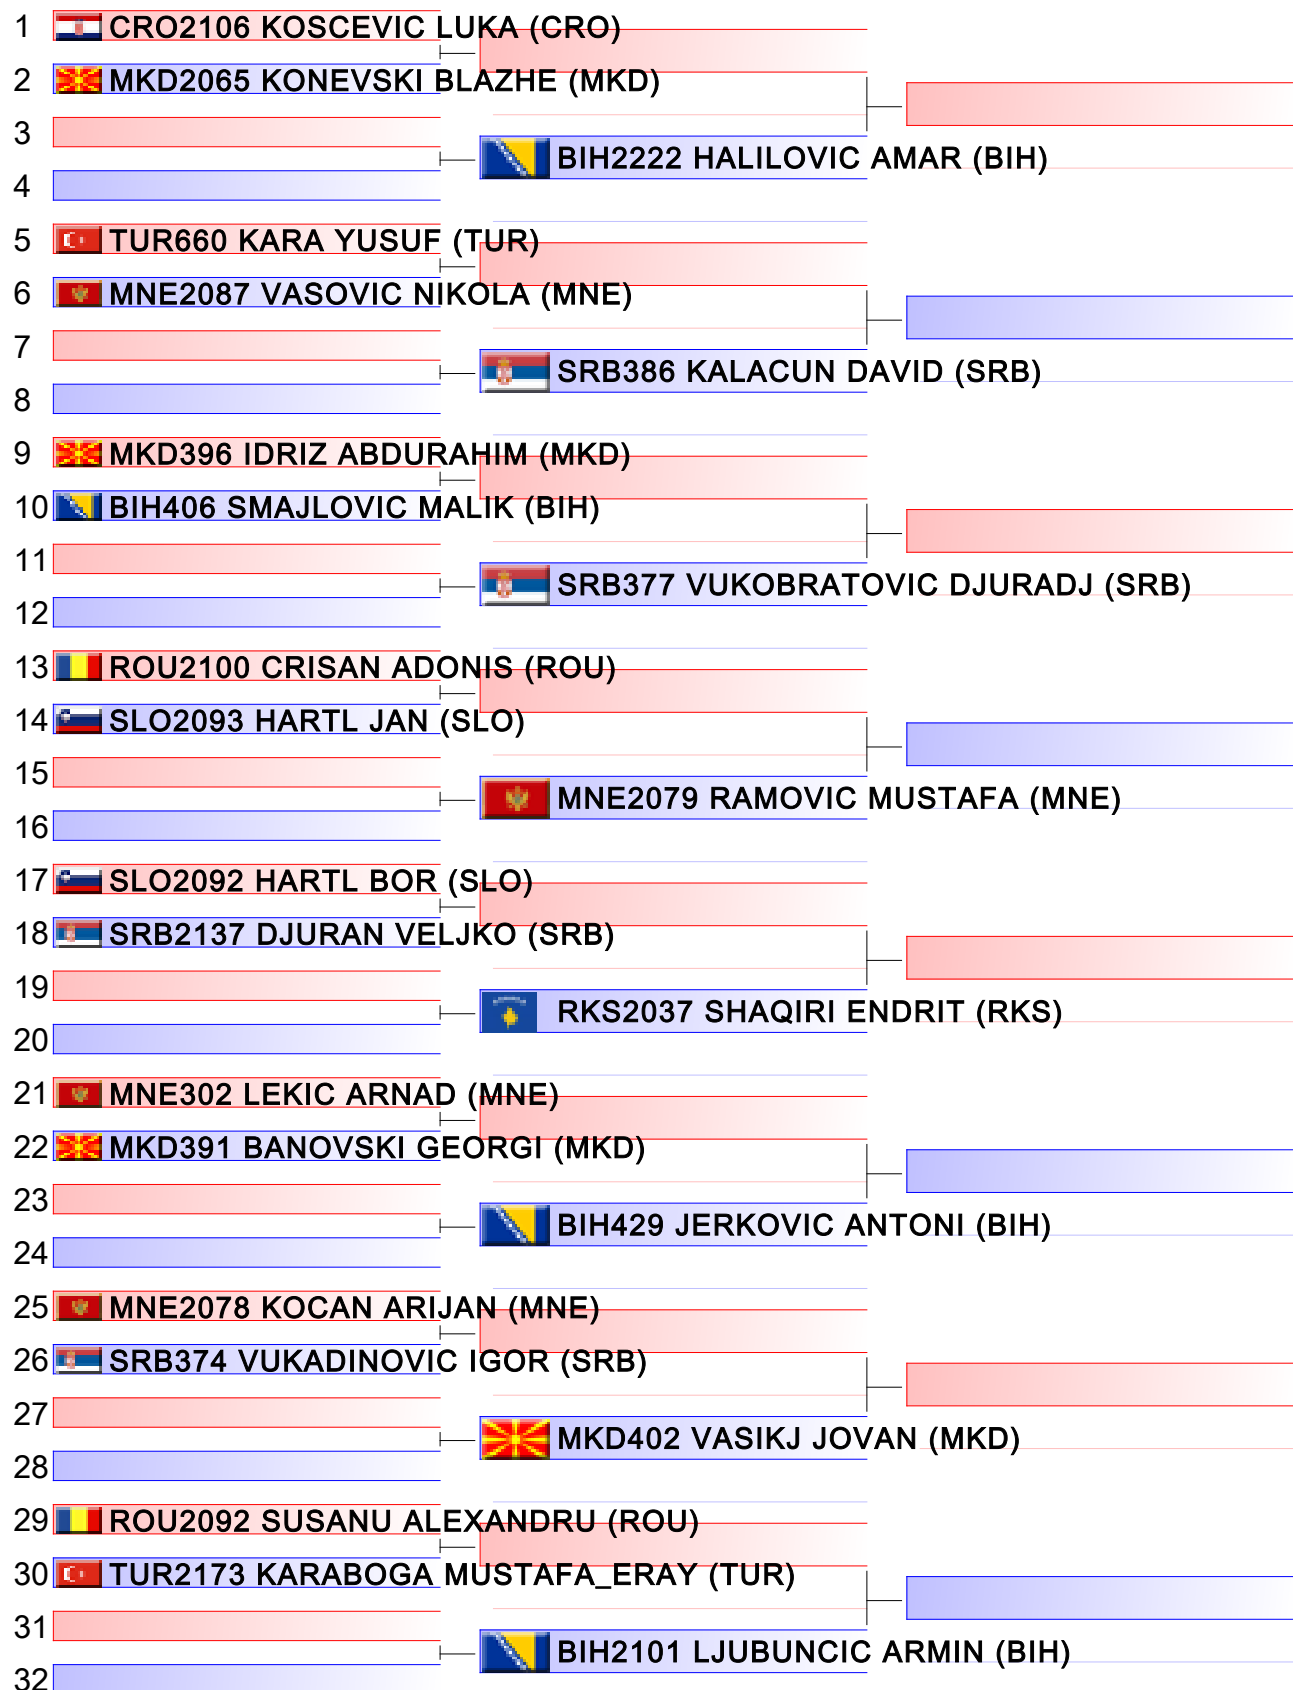 1 CRO2106 KOSCEVIC LUKA (CRO)
2 MKD2065 KONEVSKI BLAZHE (MKD)
3
BIH2222 HALILOVIC AMAR (BIH)
4
5 TUR660 KARA YUSUF (TUR)
6 MNE2087 VASOVIC NIKOLA (MNE)
7
SRB386 KALACUN DAVID (SRB)
8
9 MKD396 IDRIZ ABDURAHIM (MKD)
10 BIH406 SMAJLOVIC MALIK (BIH)
11
SRB377 VUKOBRATOVIC DJURADJ (SRB)
12
13 ROU2100 CRISAN ADONIS (ROU)
14 SLO2093 HARTL JAN (SLO)
15
MNE2079 RAMOVIC MUSTAFA (MNE)
16
17 SLO2092 HARTL BOR (SLO)
18 SRB2137 DJURAN VELJKO (SRB)
19
RKS2037 SHAQIRI ENDRIT (RKS)
20
21 MNE302 LEKIC ARNAD (MNE)
22 MKD391 BANOVSKI GEORGI (MKD)
23
BIH429 JERKOVIC ANTONI (BIH)
24
25 MNE2078 KOCAN ARIJAN (MNE)
26 SRB374 VUKADINOVIC IGOR (SRB)
27
MKD402 VASIKJ JOVAN (MKD)
28
29 ROU2092 SUSANU ALEXANDRU (ROU)
30 TUR2173 KARABOGA MUSTAFA_ERAY (TUR)
31
BIH2101 LJUBUNCIC ARMIN (BIH)
32